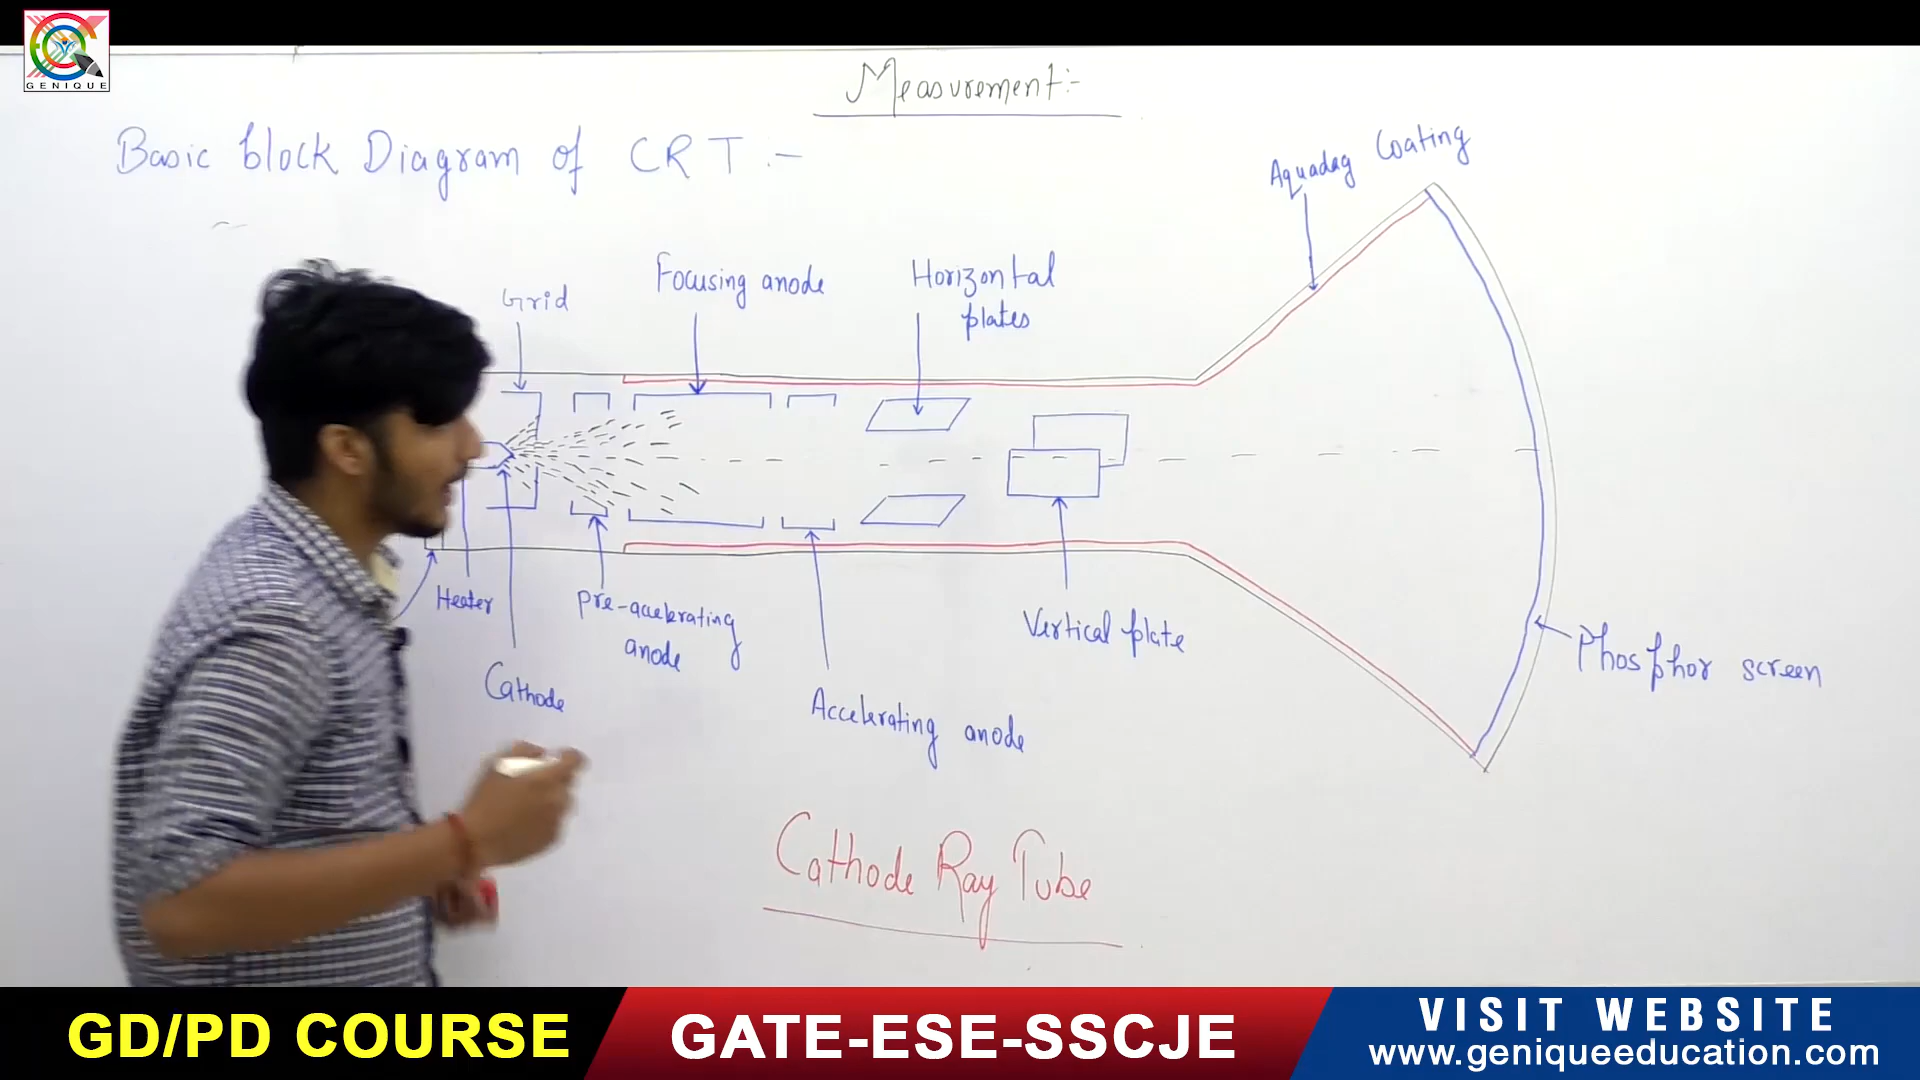 GENIQUE
Measurement:-
Basic block Diagram of CRT :-
Aquadag Coating
Grid
Focusing anode
Horizontal
plates
Heater
Pre-acelerating
anode
Cathode
Accelerating anode
Vertical plate
Phosphor screen
Cathode Ray Tube
GD/PD COURSE
GATE-ESE-SSCJE
VISIT WEBSITE
www.geniqueeducation.com